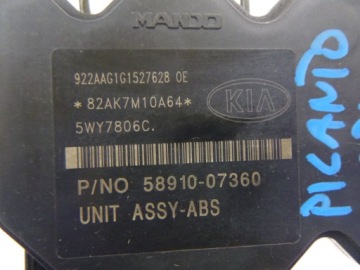 MANDO
922AAG1G1527628 0E
*82AK7M10A64*
5WY7806C.
KIA
P/NO 58910-07360
UNIT ASSY-ABS
PICANTO